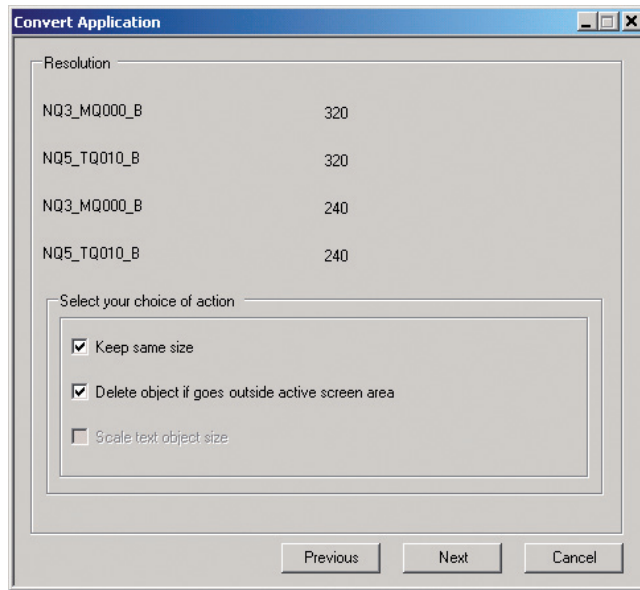 Convert Application
Resolution
NQ3_MQ000_B 320
NQ5_TQ010_B 320
NQ3_MQ000_B 240
NQ5_TQ010_B 240
Select your choice of action
Keep same size
Delete object if goes outside active screen area
Scale text object size
Previous Next Cancel